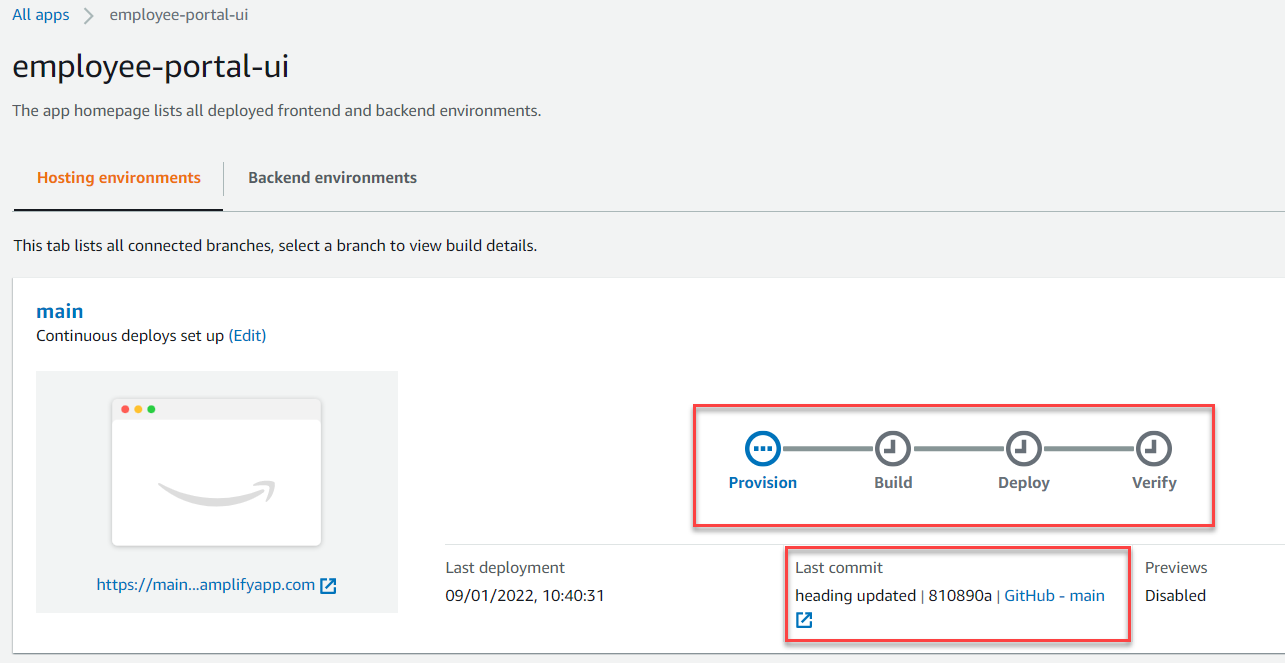 All apps employee-portal-ui
employee-portal-ui
The app homepage lists all deployed frontend and backend environments.
Hosting environments Backend environments
This tab lists all connected branches, select a branch to view build details.
main
Continuous deploys set up (Edit)
Provision Build Deploy Verify
https://main...amplifyapp.com
Last deployment Last commit Previews
09/01/2022, 10:40:31 heading updated | 810890a | GitHub - main Disabled